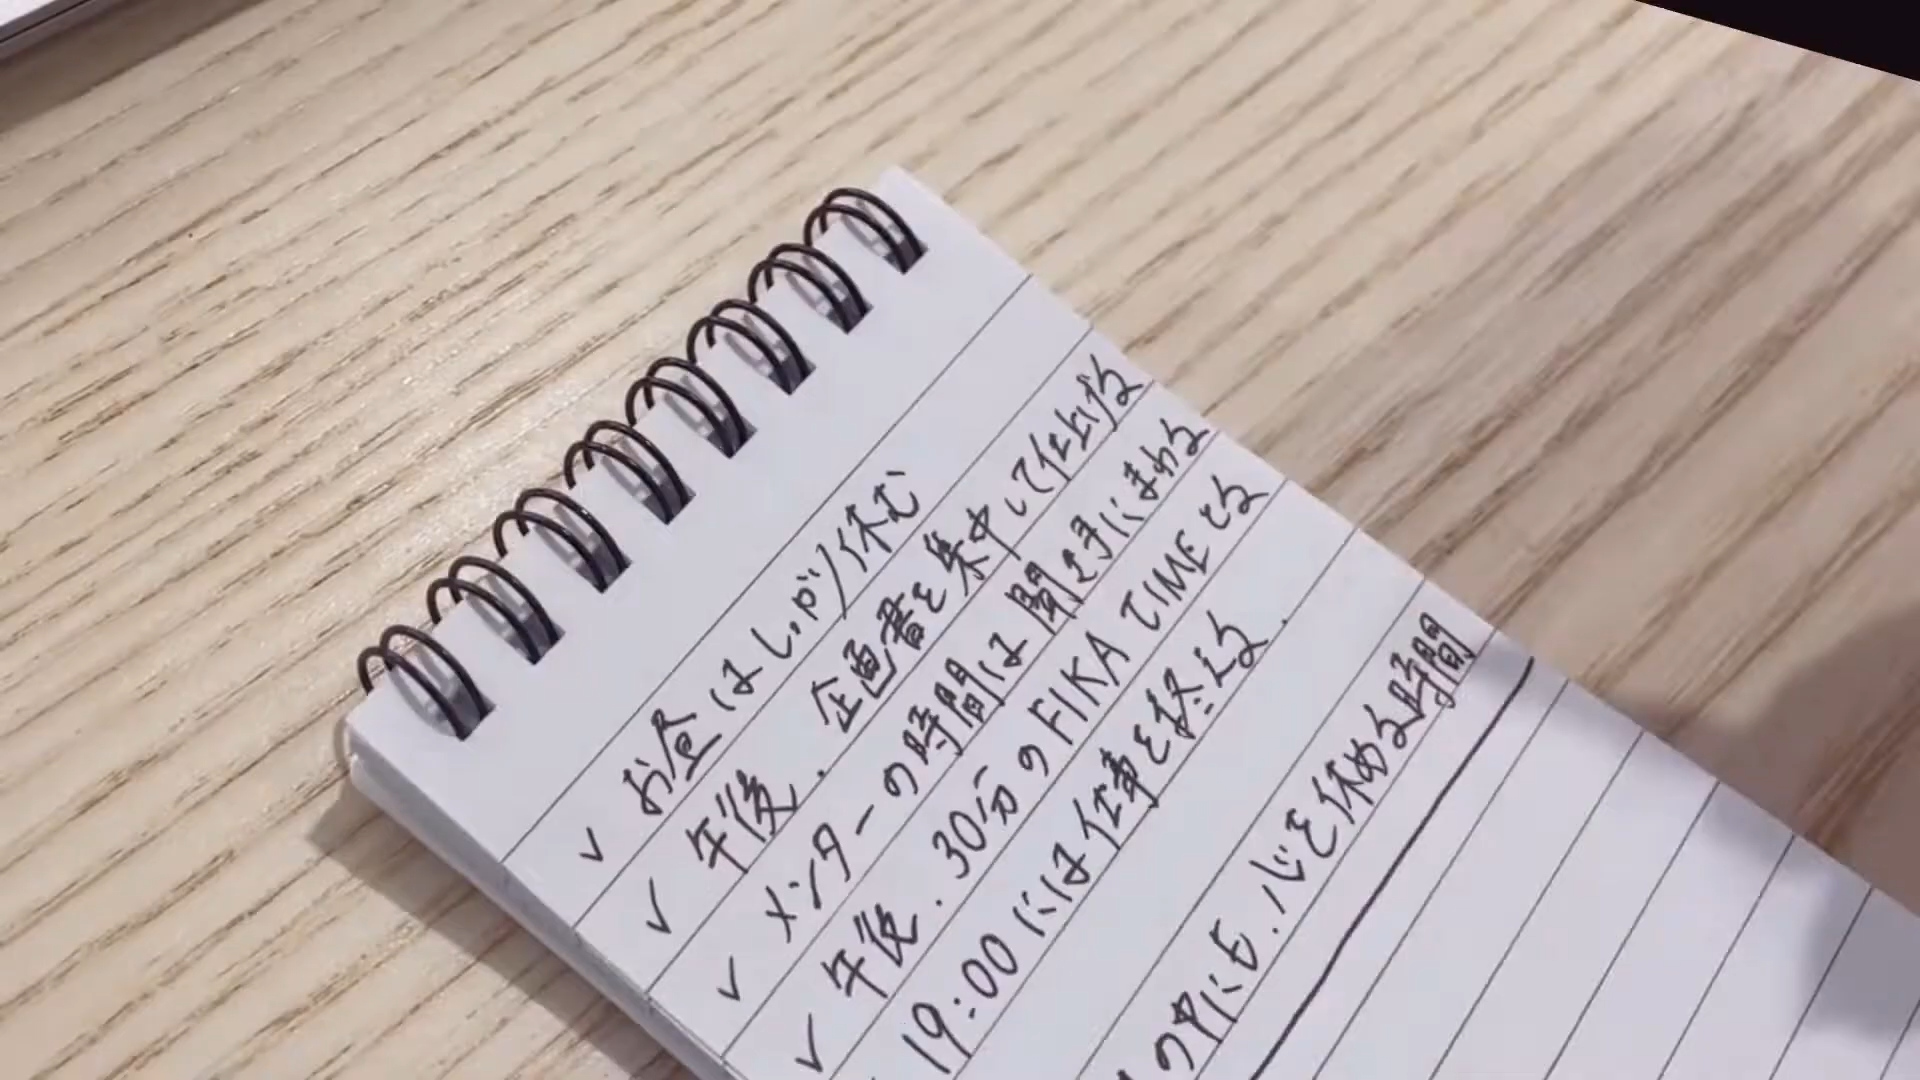 ✓ お昼はしっかり休む
✓ 午後、企画書を集中して仕上げる
✓ メンターの時間は聞き手にまわる
✓ 午後、30分のFIKA TIMEとる
19:00には仕事を終える.
の中にも、心を休める時間